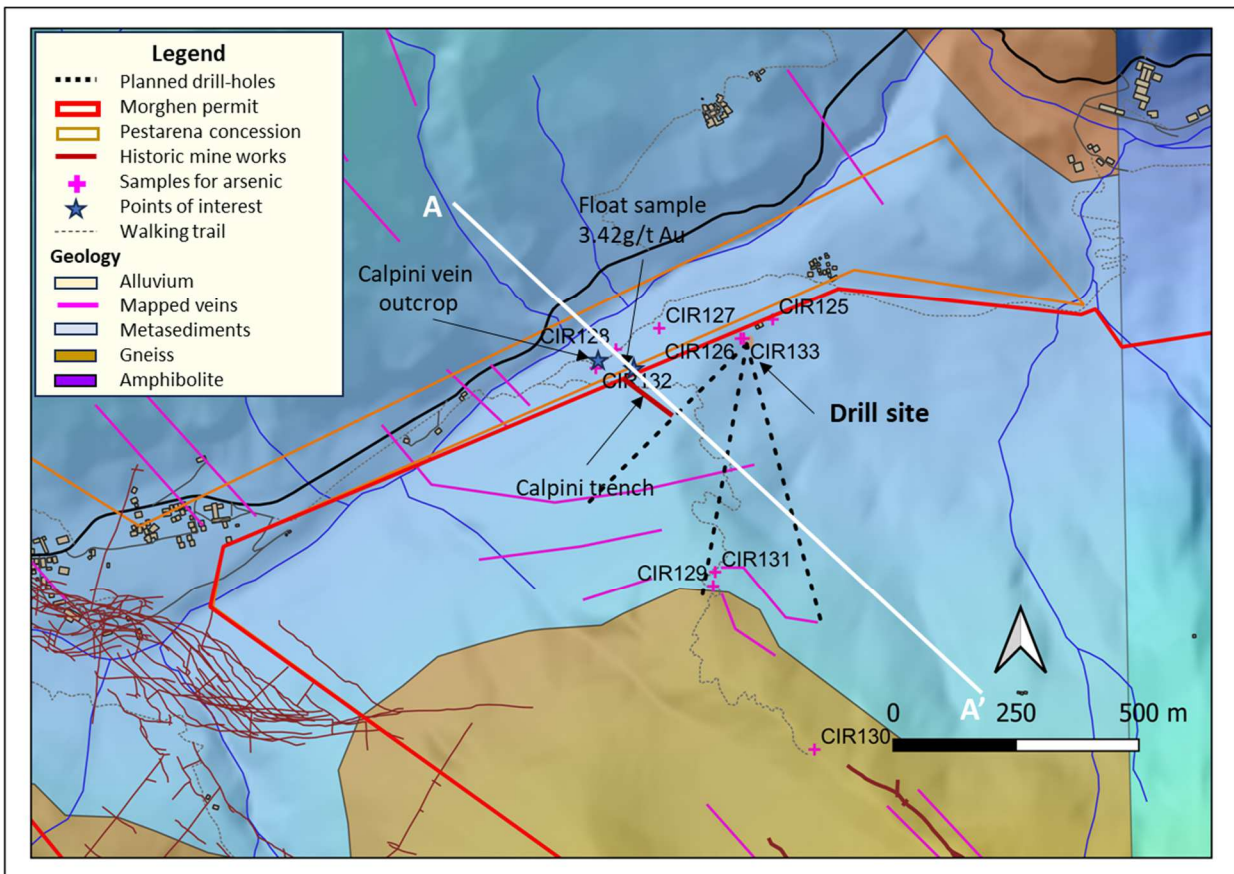 Legend
Planned drill-holes
Morghen permit
Pestarena concession
Historic mine works
Samples for arsenic
Points of interest
Walking trail
Geology
Alluvium
Mapped veins
Metasediments
Gneiss
Amphibolite
A
Float sample
3.42g/t Au
Calpini vein
outcrop
CIR127
CIR125
CIR128
CIR126
CIR133
CIR132
Drill site
Calpini trench
CIR131
CIR129
A'
0
250
500 m
CIR130